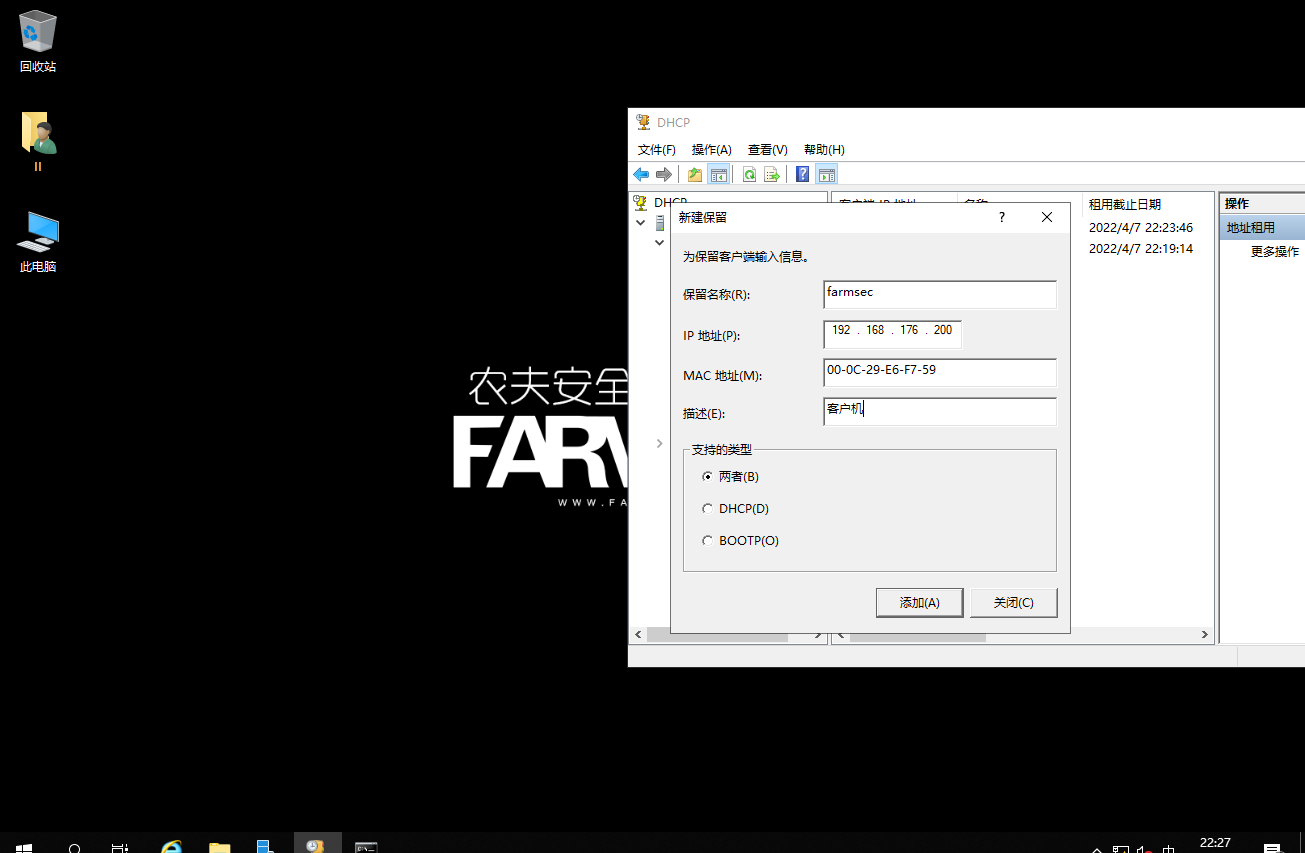 回收站
II
此电脑
农夫安全
WWW.FA
DHCP
文件(F) 操作(A) 查看(V) 帮助(H)
DHCP
租用截止日期
2022/4/7 22:23:46
2022/4/7 22:19:14
操作
地址租用
更多操作
新建保留
为保留客户端输入信息。
保留名称(R): farmsec
IP 地址(P): 192 . 168 . 176 . 200
MAC 地址(M): 00-0C-29-E6-F7-59
描述(E): 客户机
支持的类型
两者(B)
DHCP(D)
BOOTP(O)
添加(A) 关闭(C)
中
22:27